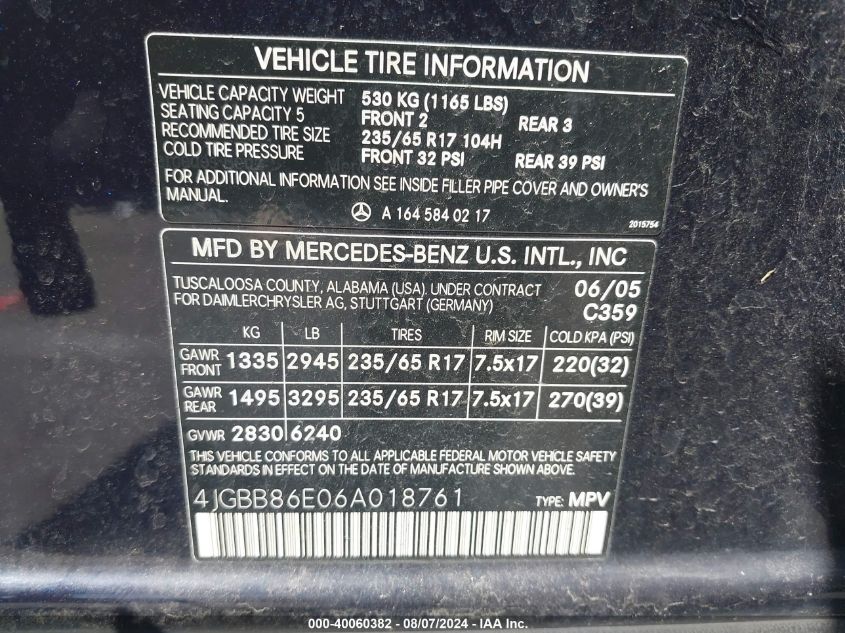 VEHICLE TIRE INFORMATION
VEHICLE CAPACITY WEIGHT 530 KG (1165 LBS)
SEATING CAPACITY 5 FRONT 2 REAR 3
RECOMMENDED TIRE SIZE 235/65 R17 104H
COLD TIRE PRESSURE FRONT 32 PSI REAR 39 PSI
FOR ADDITIONAL INFORMATION SEE INSIDE FILLER PIPE COVER AND OWNER'S
MANUAL.
A 164 584 02 17
2015754
MFD BY MERCEDES-BENZ U.S. INTL., INC
TUSCALOOSA COUNTY, ALABAMA (USA), UNDER CONTRACT 06/05
FOR DAIMLERCHRYSLER AG, STUTTGART (GERMANY) C359
KG LB TIRES RIM SIZE COLD KPA (PSI)
GAWR FRONT 1335 2945 235/65 R17 7.5x17 220(32)
GAWR REAR 1495 3295 235/65 R17 7.5x17 270(39)
GVWR 2830 6240
THIS VEHICLE CONFORMS TO ALL APPLICABLE FEDERAL MOTOR VEHICLE SAFETY
STANDARDS IN EFFECT ON THE DATE OF MANUFACTURE SHOWN ABOVE.
4JGBB86E06A018761 TYPE: MPV
000-40060382 - 08/07/2024 - IAA Inc.